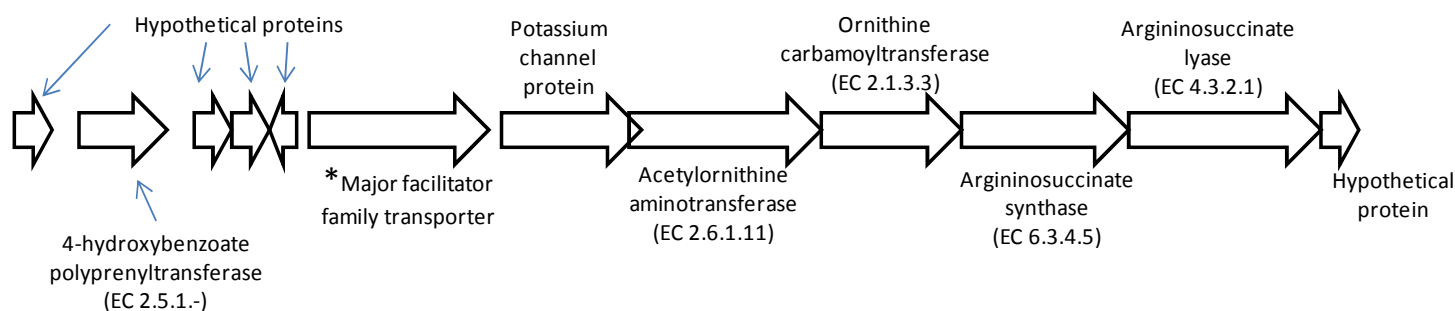 Hypothetical proteins
Potassium
channel
protein
Ornithine
carbamoyltransferase
(EC 2.1.3.3)
Argininosuccinate
lyase
(EC 4.3.2.1)
*Major facilitator
family transporter
4-hydroxybenzoate
polyprenyltransferase
(EC 2.5.1.-)
Acetylornithine
aminotransferase
(EC 2.6.1.11)
Argininosuccinate
synthase
(EC 6.3.4.5)
Hypothetical
protein